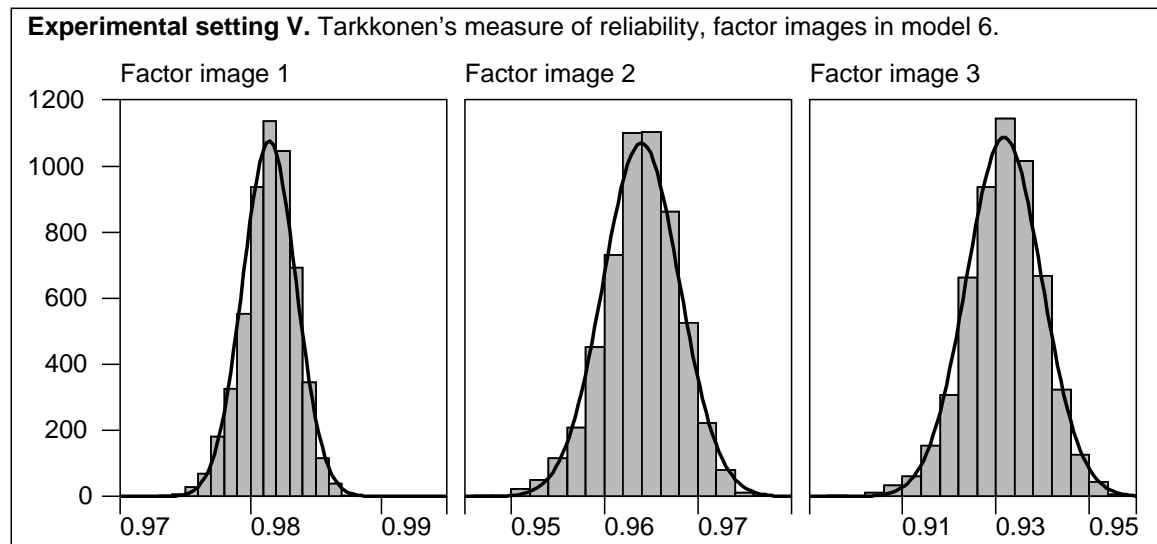 Experimental setting V. Tarkkonen's measure of reliability, factor images in model 6.
Factor image 1
Factor image 2
Factor image 3
1200
1000
800
600
400
200
0
0.97 0.98 0.99
0.95 0.96 0.97
0.91 0.93 0.95